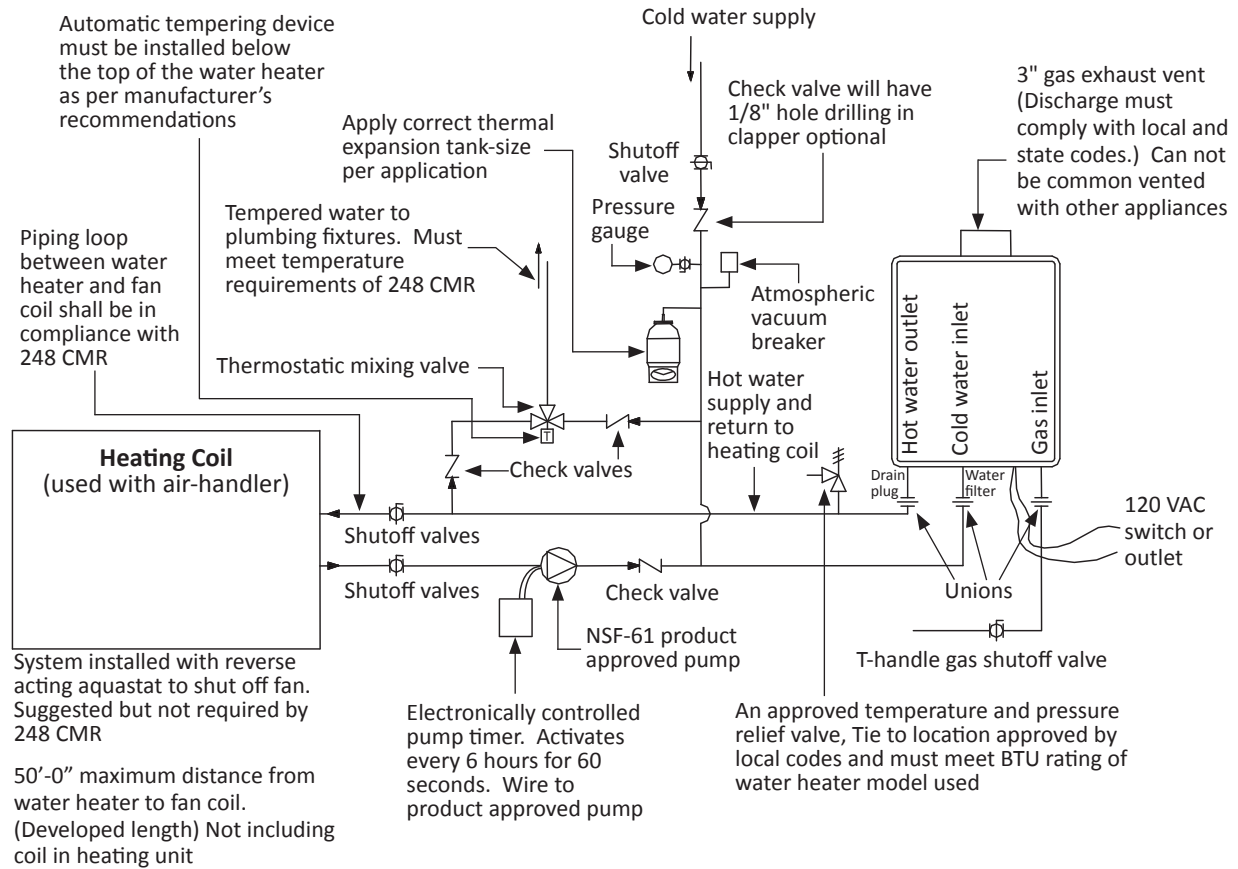 Automatic tempering device
must be installed below
the top of the water heater
as per manufacturer's
recommendations
Cold water supply
Check valve will have
1/8" hole drilling in
clapper optional
3" gas exhaust vent
(Discharge must
comply with local and
state codes.) Can not
be common vented
with other appliances
Apply correct thermal
expansion tank-size
per application
Shutoff
valve
Pressure
gauge
Tempered water to
plumbing fixtures. Must
meet temperature
requirements of 248 CMR
Piping loop
between water
heater and fan
coil shall be in
compliance with
248 CMR
Atmospheric
vacuum
breaker
Thermostatic mixing valve
Hot water
supply and
return to
heating coil
Hot water outlet
Cold water inlet
Gas inlet
T
Heating Coil
(used with air-handler)
Check valves
Drain
plug
Water
filter
120 VAC
switch or
outlet
Shutoff valves
Shutoff valves
Check valve
Unions
NSF-61 product
approved pump
T-handle gas shutoff valve
System installed with reverse
acting aquastat to shut off fan.
Suggested but not required by
248 CMR
Electronically controlled
pump timer. Activates
every 6 hours for 60
seconds. Wire to
product approved pump
An approved temperature and pressure
relief valve, Tie to location approved by
local codes and must meet BTU rating of
water heater model used
50'-0” maximum distance from
water heater to fan coil.
(Developed length) Not including
coil in heating unit